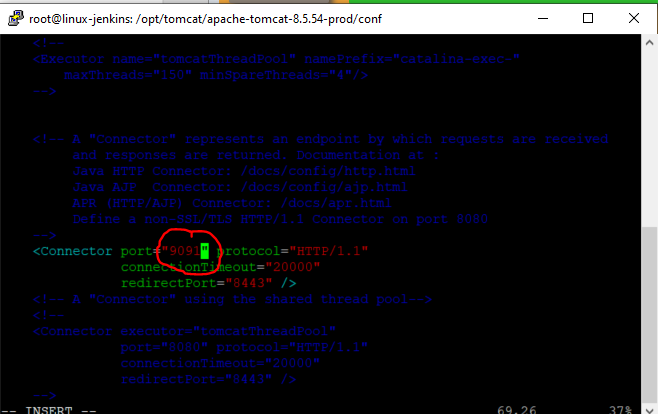 root@linux-jenkins: /opt/tomcat/apache-tomcat-8.5.54-prod/conf
<!--
<Executor name="tomcatThreadPool" namePrefix="catalina-exec-"
maxThreads="150" minSpareThreads="4"/>
-->
<!-- A "Connector" represents an endpoint by which requests are received
and responses are returned. Documentation at :
Java HTTP Connector: /docs/config/http.html
Java AJP  Connector: /docs/config/ajp.html
APR (HTTP/AJP) Connector: /docs/apr.html
Define a non-SSL/TLS HTTP/1.1 Connector on port 8080
-->
<Connector port="9091" protocol="HTTP/1.1"
connectionTimeout="20000"
redirectPort="8443" />
<!-- A "Connector" using the shared thread pool-->
<!--
<Connector executor="tomcatThreadPool"
port="8080" protocol="HTTP/1.1"
connectionTimeout="20000"
redirectPort="8443" />
-->
-- INSERT -- 69,26 37%